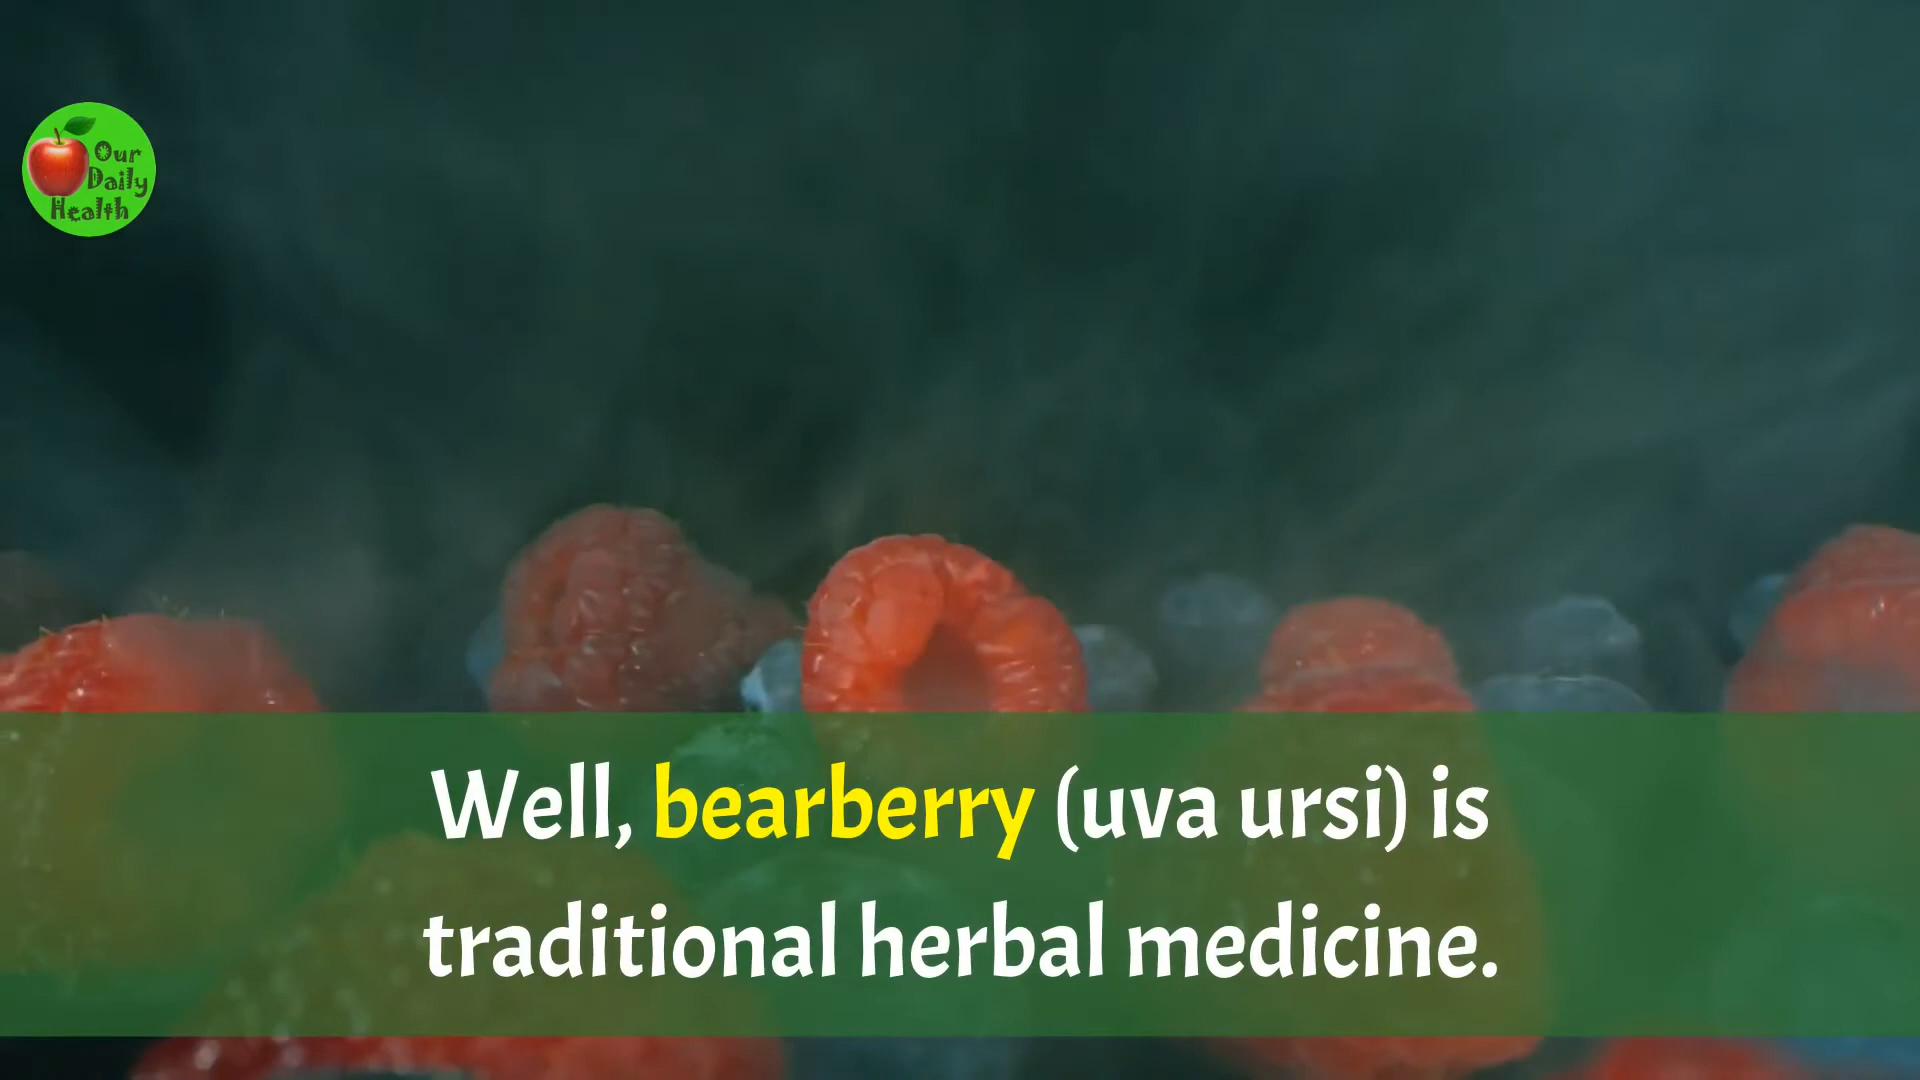 Our
Daily
Health
Well, bearberry (uva ursi) is
traditional herbal medicine.